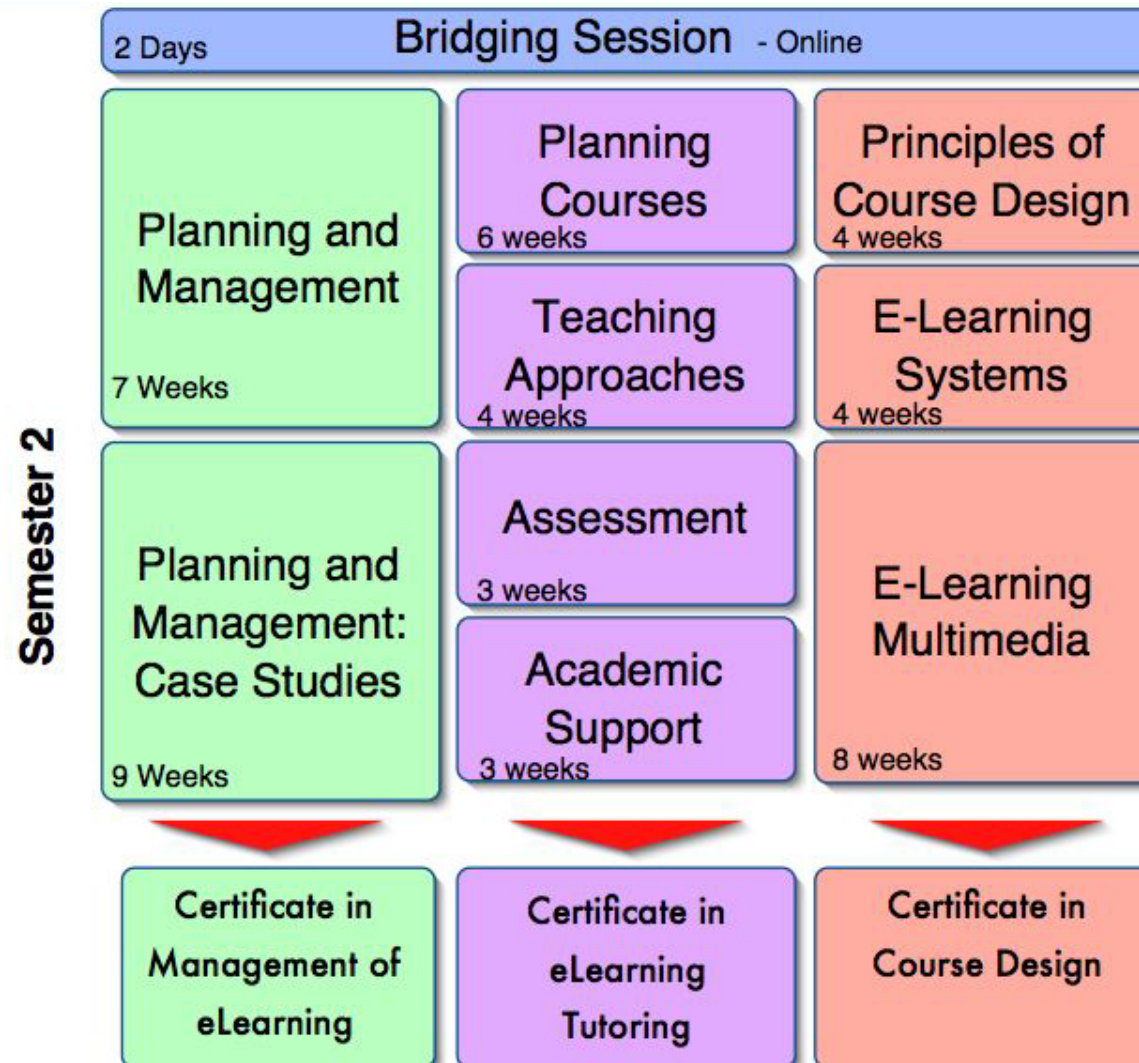 2 Days Bridging Session - Online
Semester 2
Planning and
Management
7 Weeks
Planning and
Management:
Case Studies
9 Weeks
Certificate in
Management of
eLearning
Planning
Courses
6 weeks
Teaching
Approaches
4 weeks
Assessment
3 weeks
Academic
Support
3 weeks
Certificate in
eLearning
Tutoring
Principles of
Course Design
4 weeks
E-Learning
Systems
4 weeks
E-Learning
Multimedia
8 weeks
Certificate in
Course Design